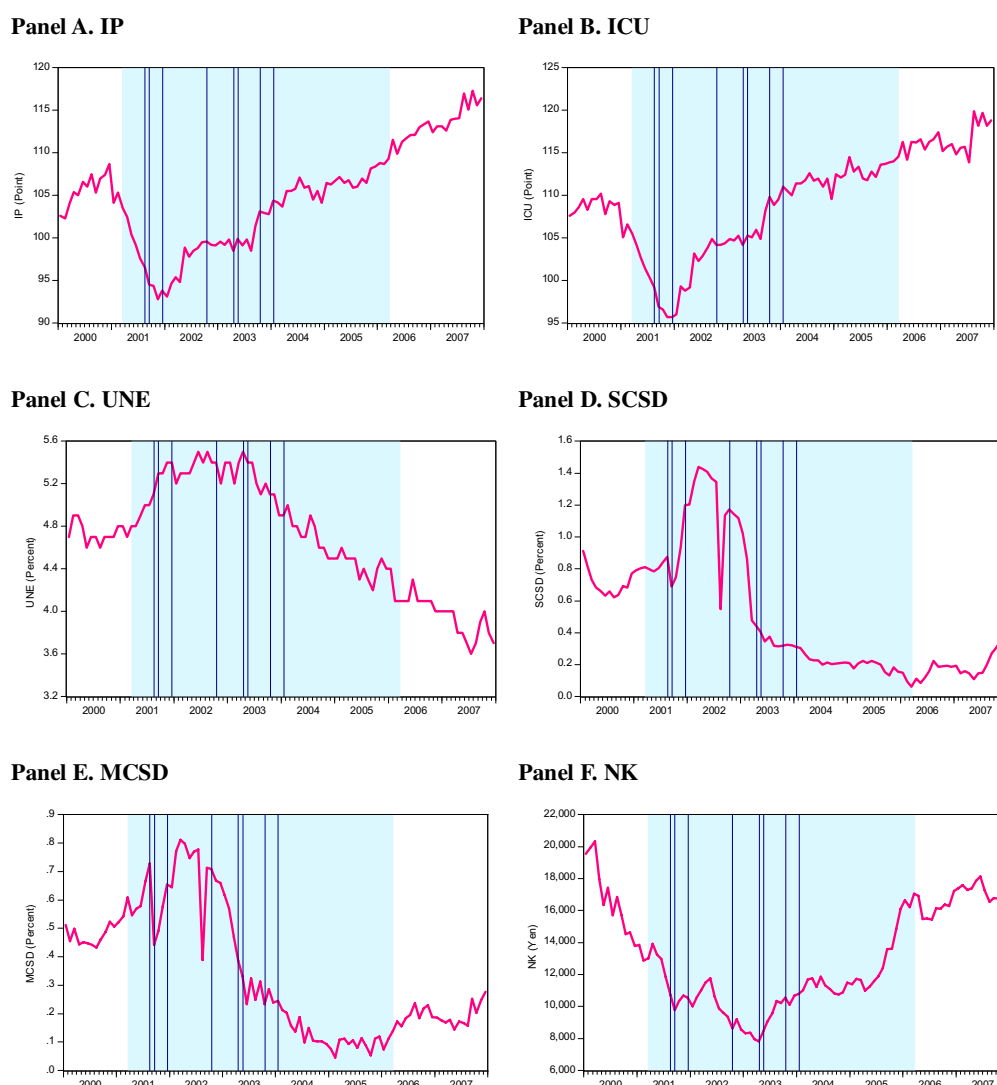 Panel A. IP
Panel B. ICU
120
115
110
105
100
95
90
IP (Point)
2000 2001 2002 2003 2004 2005 2006 2007
125
120
115
110
105
100
95
ICU (Point)
2000 2001 2002 2003 2004 2005 2006 2007
Panel C. UNE
Panel D. SCSD
5.6
5.2
4.8
4.4
4.0
3.6
3.2
UNE (Percent)
2000 2001 2002 2003 2004 2005 2006 2007
1.6
1.4
1.2
1.0
0.8
0.6
0.4
0.2
0.0
SCSD (Percent)
2000 2001 2002 2003 2004 2005 2006 2007
Panel E. MCSD
Panel F. NK
.9
.8
.7
.6
.5
.4
.3
.2
.1
.0
MCSD (Percent)
2000 2001 2002 2003 2004 2005 2006 2007
22,000
20,000
18,000
16,000
14,000
12,000
10,000
8,000
6,000
NK (Yen)
2000 2001 2002 2003 2004 2005 2006 2007